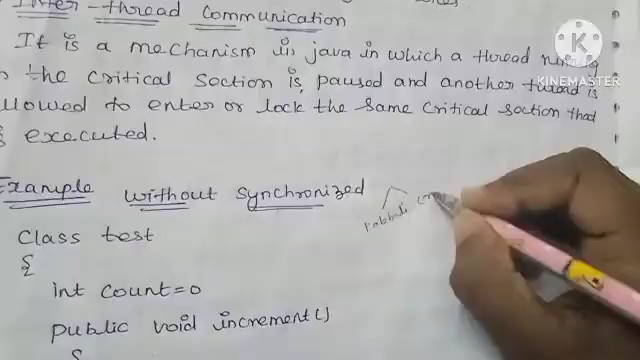 Inter-thread Communication
It is a mechanism in java in which a thread
the critical section is paused and another thread is
allowed to enter or lock the same critical section that
executed.
Example without synchronized
class test
{
int count=0
public void increment()
{
K
KINEMASTER